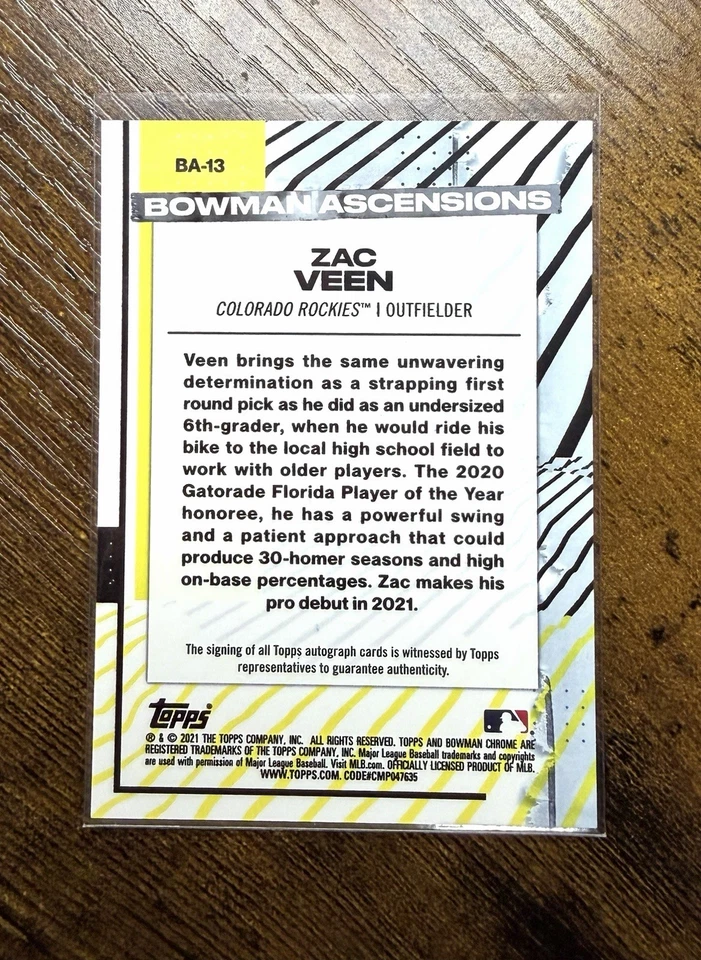 BA-13
BOWMAN ASCENSIONS
ZAC
VEEN
COLORADO ROCKIES™ | OUTFIELDER
Veen brings the same unwavering
determination as a strapping first
round pick as he did as an undersized
6th-grader, when he would ride his
bike to the local high school field to
work with older players. The 2020
Gatorade Florida Player of the Year
honoree, he has a powerful swing
and a patient approach that could
produce 30-homer seasons and high
on-base percentages. Zac makes his
pro debut in 2021.
The signing of all Topps autograph cards is witnessed by Topps
representatives to guarantee authenticity.
Topps
® & © 2021 THE TOPPS COMPANY, INC. ALL RIGHTS RESERVED. TOPPS AND BOWMAN CHROME ARE
REGISTERED TRADEMARKS OF THE TOPPS COMPANY, INC. Major League Baseball trademarks and copyrights
are used with permission of Major League Baseball. Visit MLB.com. OFFICIALLY LICENSED PRODUCT OF MLB.
WWW.TOPPS.COM. CODE#CMP047635